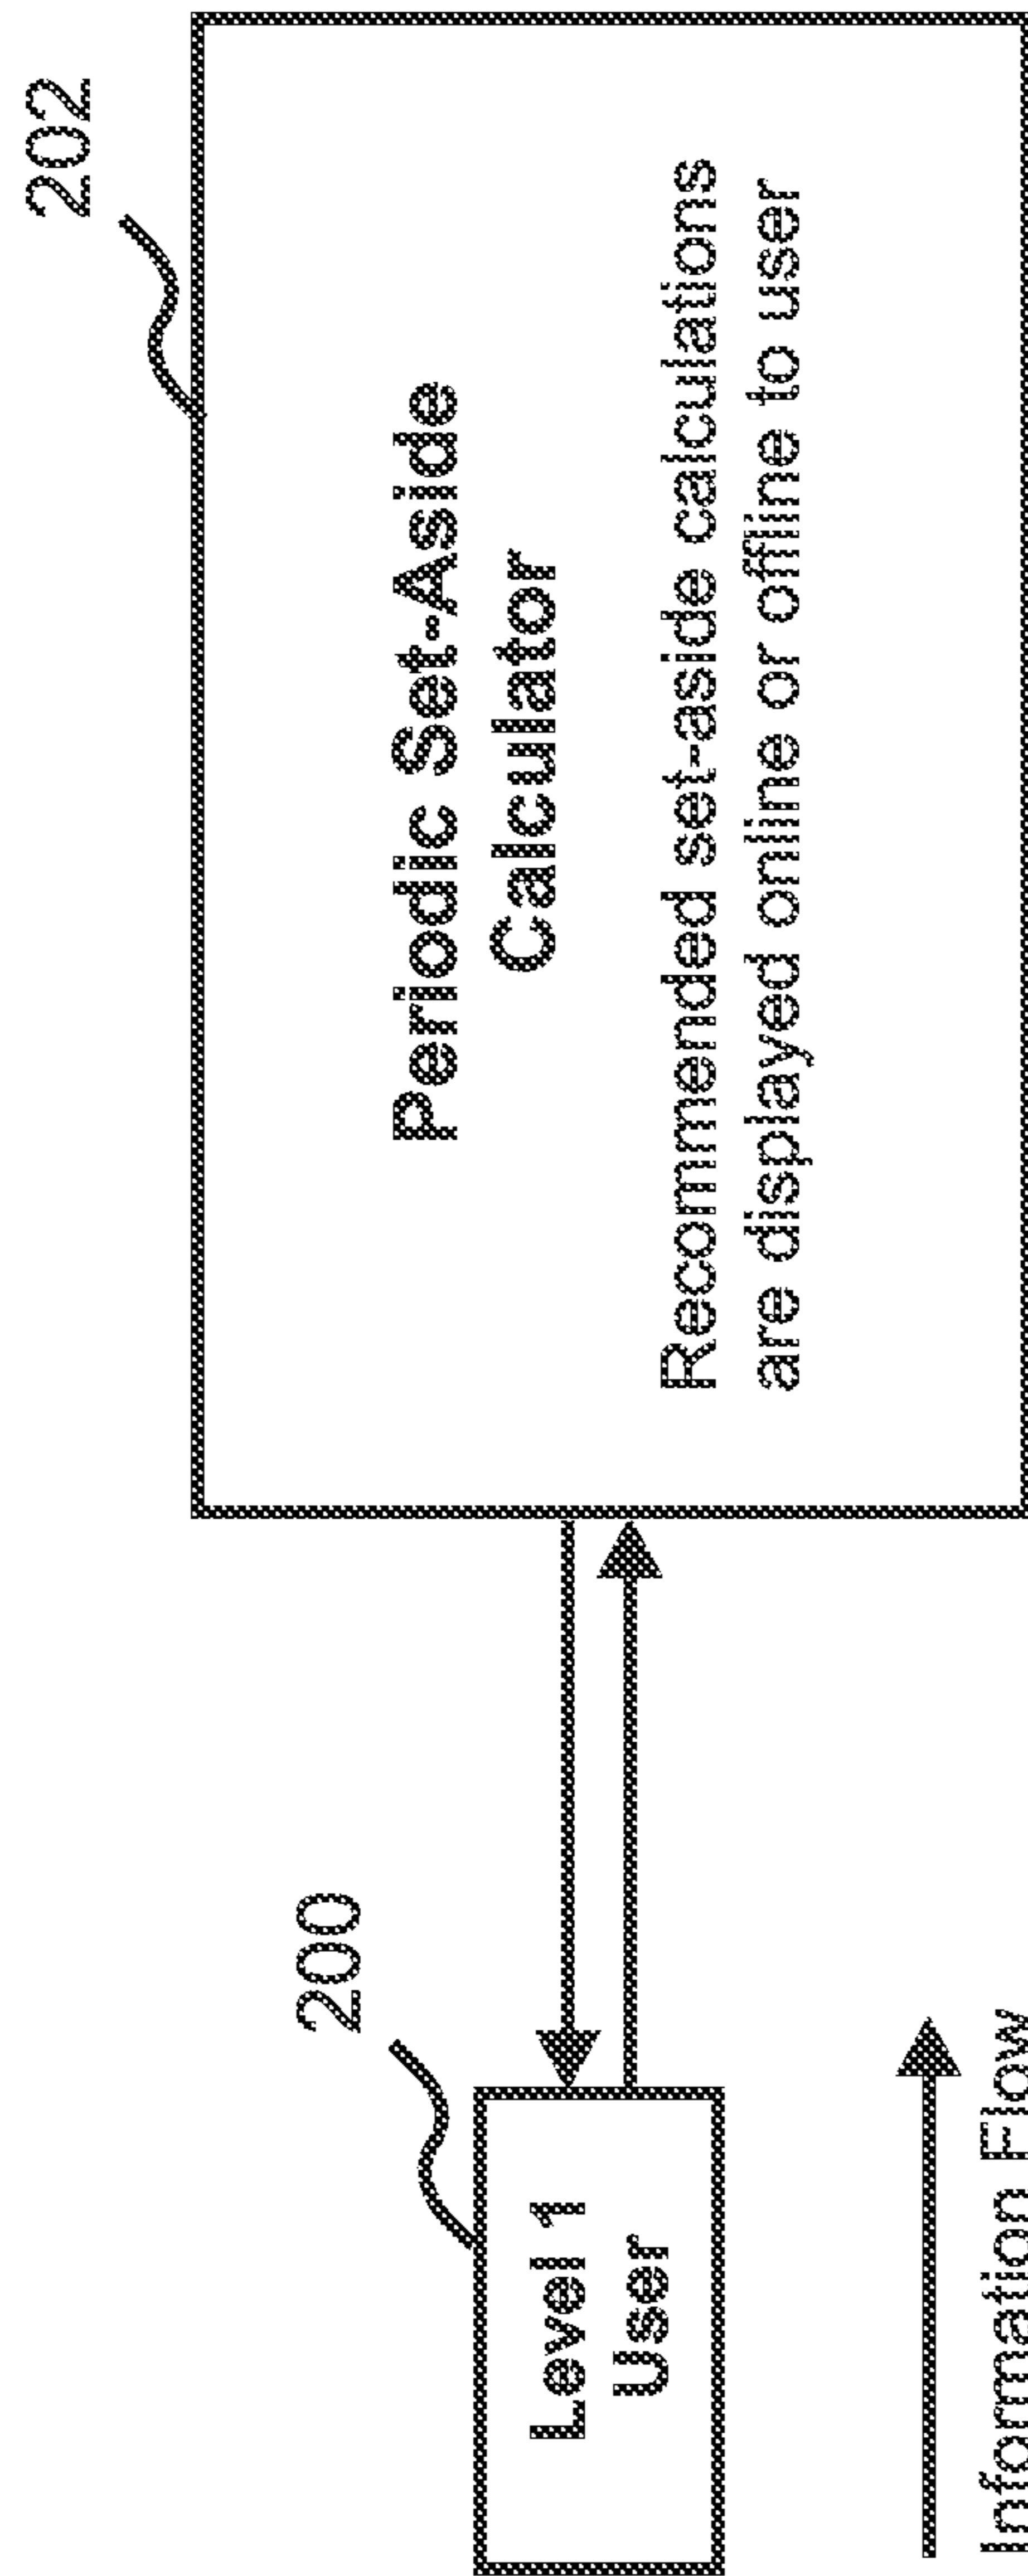 202
Periodic Set-Aside
Calculator
Recommended set-aside calculations
are displayed online or offline to user
200
Level 1
User
Information Flow